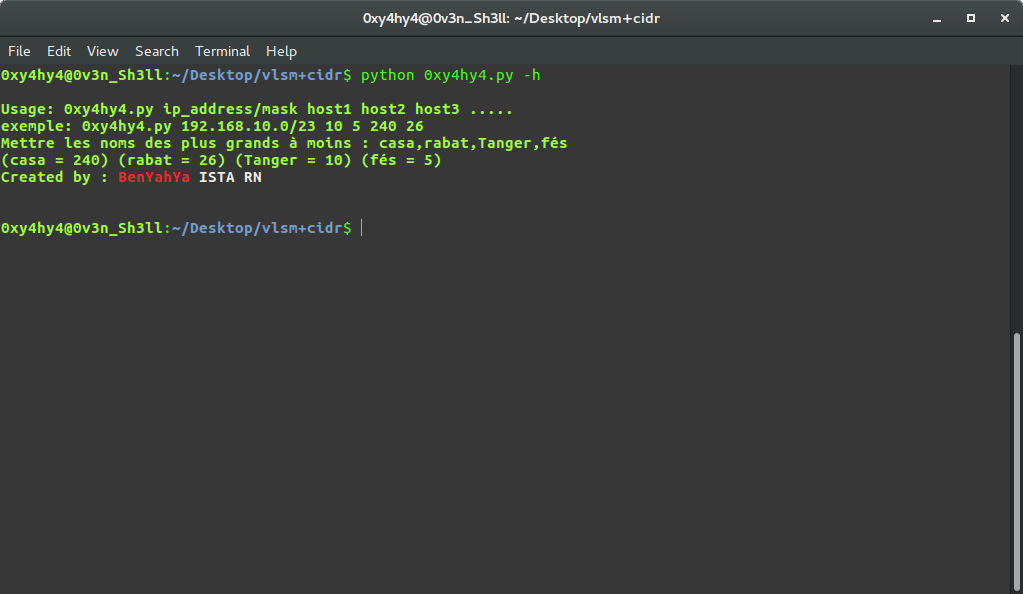 0xy4hy4@0v3n_Sh3ll: ~/Desktop/vlsm+cidr
File Edit View Search Terminal Help
0xy4hy4@0v3n_Sh3ll:~/Desktop/vlsm+cidr$ python 0xy4hy4.py -h
Usage: 0xy4hy4.py ip_address/mask host1 host2 host3 .....
exemple: 0xy4hy4.py 192.168.10.0/23 10 5 240 26
Mettre les noms des plus grands à moins : casa,rabat,Tanger,fés
(casa = 240) (rabat = 26) (Tanger = 10) (fés = 5)
Created by : BenYahYa ISTA RN
0xy4hy4@0v3n_Sh3ll:~/Desktop/vlsm+cidr$